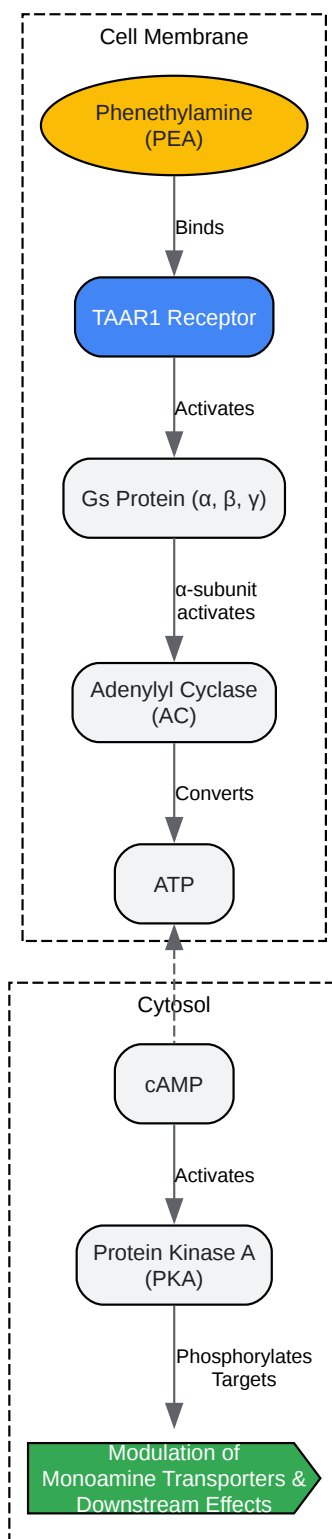 Cell Membrane
Phenethylamine
(PEA)
Binds
TAAR1 Receptor
Activates
Gs Protein (α, β, γ)
α-subunit
activates
Adenylyl Cyclase
(AC)
Converts
ATP
Cytosol
cAMP
Activates
Protein Kinase A
(PKA)
Phosphorylates
Targets
Modulation of
Monoamine Transporters &
Downstream Effects